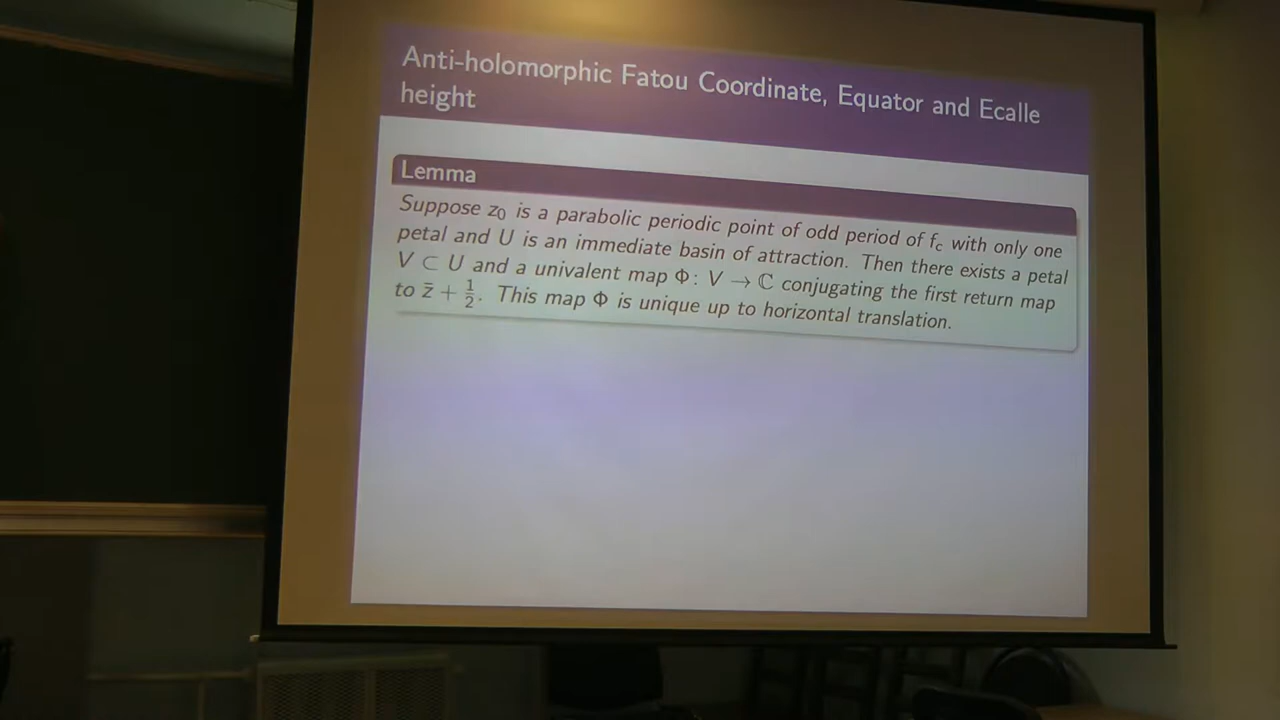 Anti-holomorphic Fatou Coordinate, Equator and Ecalle
height
Lemma
Suppose z₀ is a parabolic periodic point of odd period of f_c with only one
petal and U is an immediate basin of attraction. Then there exists a petal
V ⊂ U and a univalent map Φ: V → ℂ conjugating the first return map
to z̄ + 1/2. This map Φ is unique up to horizontal translation.